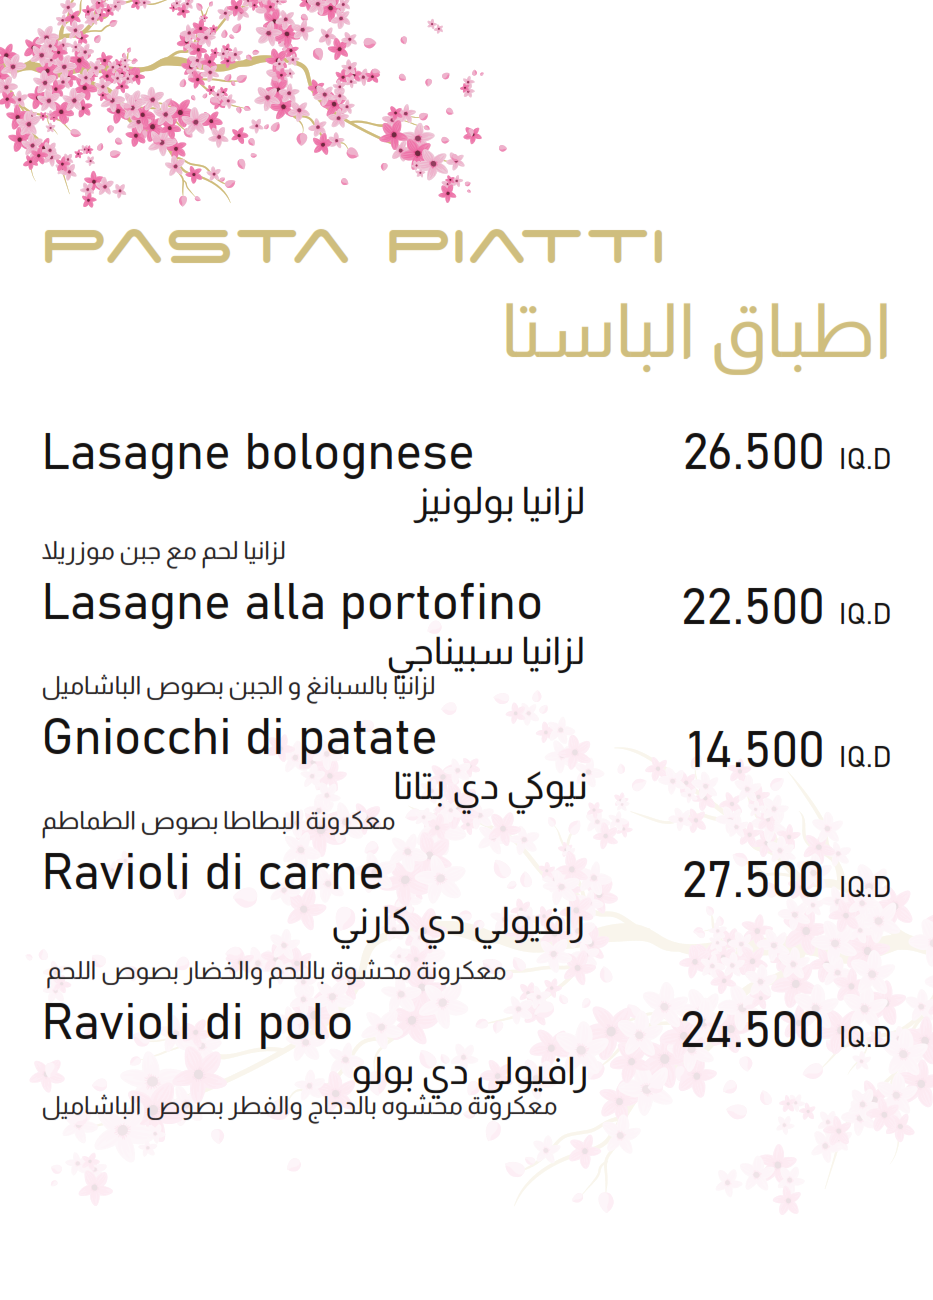 PASTA PIATTI
اطباق الباستا
Lasagne bolognese 26.500 IQ.D
لزانيا بولونيز
لزانيا لحم مع جبن موزريلا
Lasagne alla portofino 22.500 IQ.D
لزانيا سبيناجي
لزانيا بالسبانغ و الجبن بصوص الباشاميل
Gniocchi di patate 14.500 IQ.D
نيوكي دي بتاتا
معكرونة البطاطا بصوص الطماطم
Ravioli di carne 27.500 IQ.D
رافيولي دي كارني
معكرونة محشوة باللحم والخضار بصوص اللحم
Ravioli di polo 24.500 IQ.D
رافيولي دي بولو
معكرونة محشوه بالدجاج والفطر بصوص الباشاميل